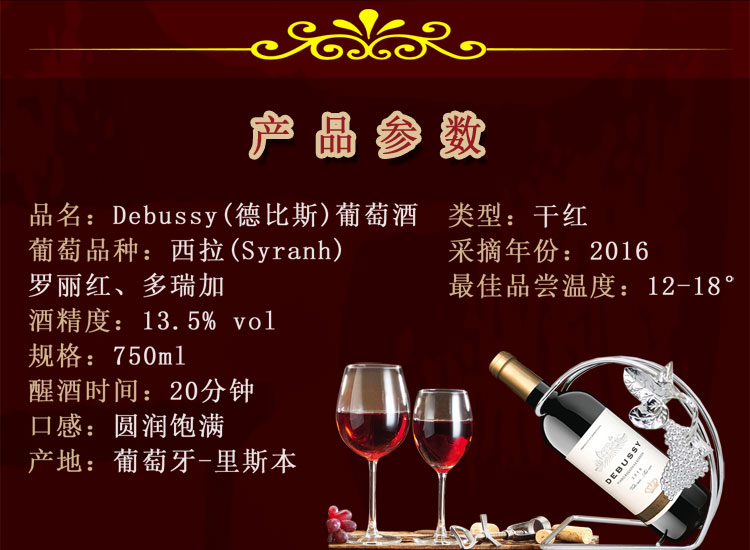 产品参数
品名：Debussy(德比斯)葡萄酒
葡萄品种：西拉(Syranh)
罗丽红、多瑞加
酒精度：13.5% vol
规格：750ml
醒酒时间：20分钟
口感：圆润饱满
产地：葡萄牙-里斯本
类型：干红
采摘年份：2016
最佳品尝温度：12-18°
DEBUSSY